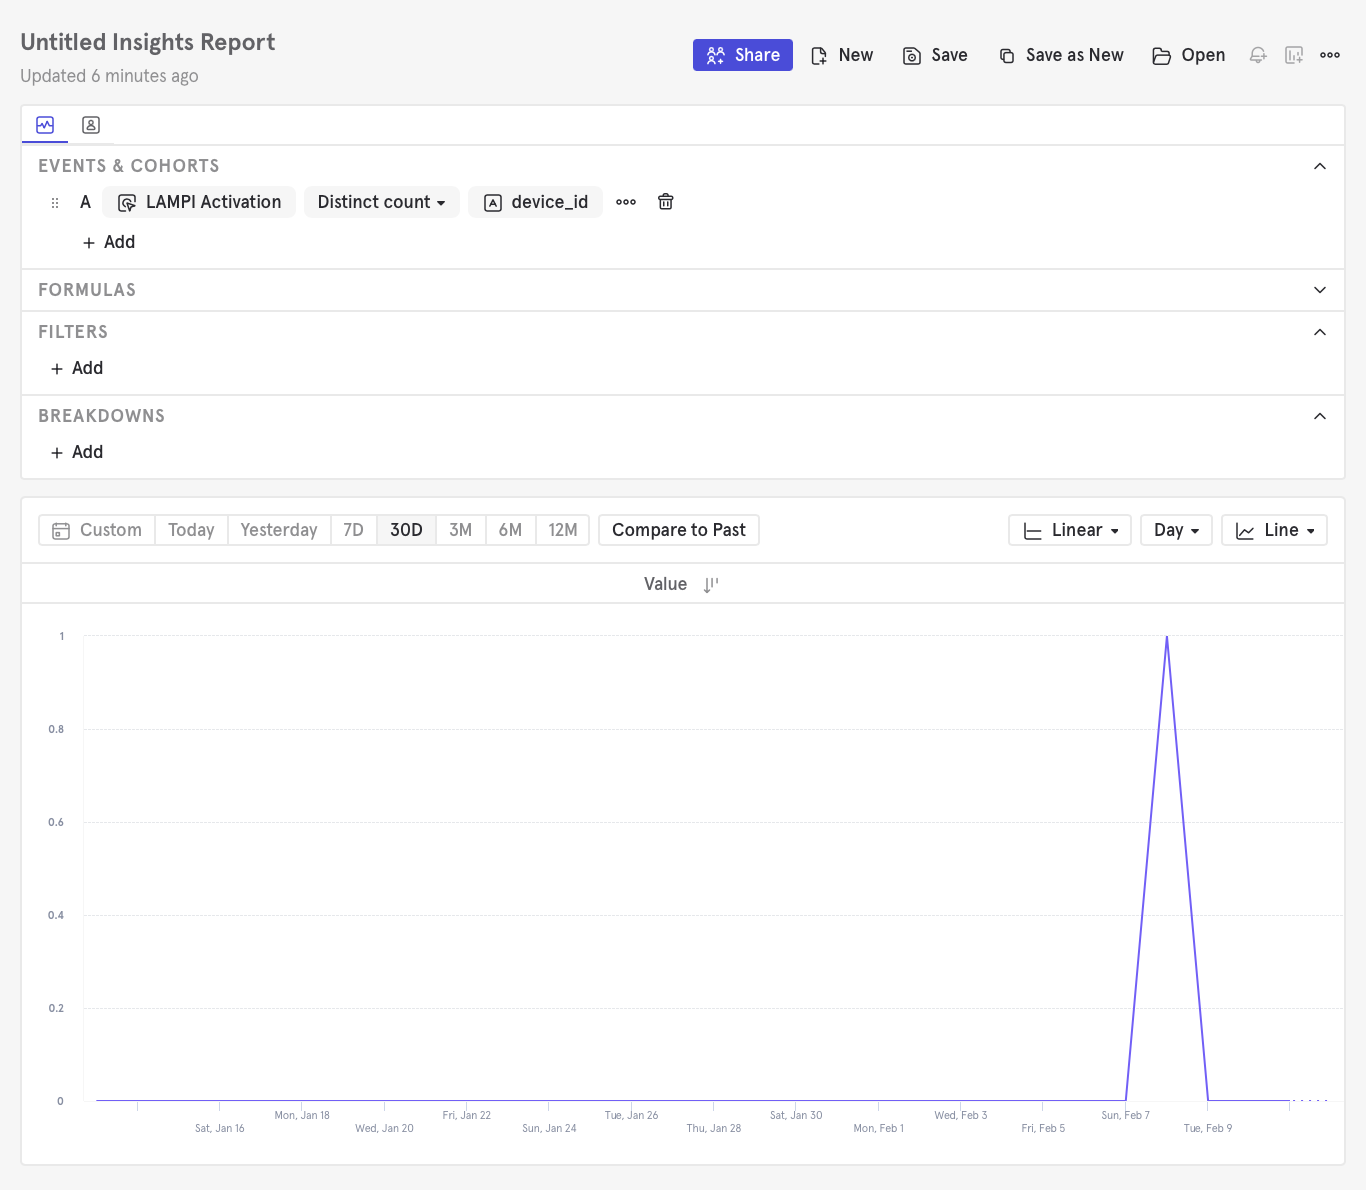 Untitled Insights Report
Updated 6 minutes ago
Share New Save Save as New Open
EVENTS & COHORTS
A LAMPI Activation Distinct count device_id
Add
FORMULAS
FILTERS
Add
BREAKDOWNS
Add
Custom Today Yesterday 7D 30D 3M 6M 12M Compare to Past Linear Day Line
Value
1
0.8
0.6
0.4
0.2
0
Mon, Jan 18 Fri, Jan 22 Tue, Jan 26 Sat, Jan 30 Wed, Feb 3 Sun, Feb 7
Sat, Jan 16 Wed, Jan 20 Sun, Jan 24 Thu, Jan 28 Mon, Feb 1 Fri, Feb 5 Tue, Feb 9